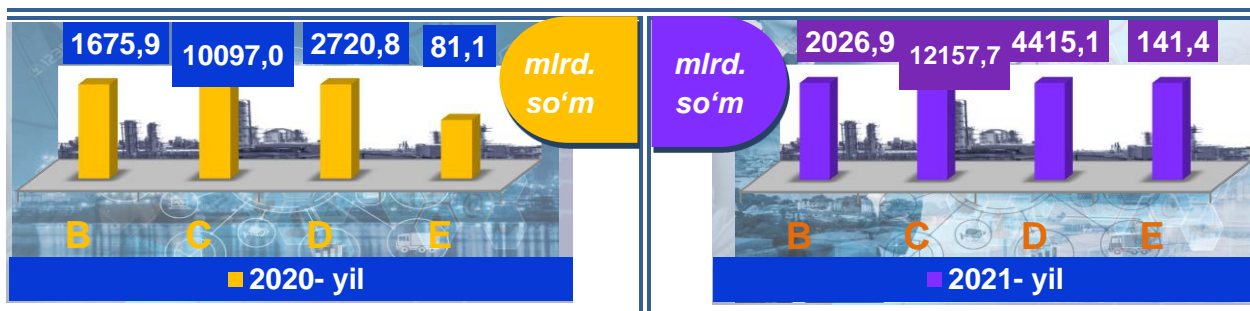 1675,9
10097,0
2720,8
81,1
mlrd.
so‘m
B C D E
2020- yil
mlrd.
so‘m
2026,9
12157,7
4415,1
141,4
B C D E
2021- yil